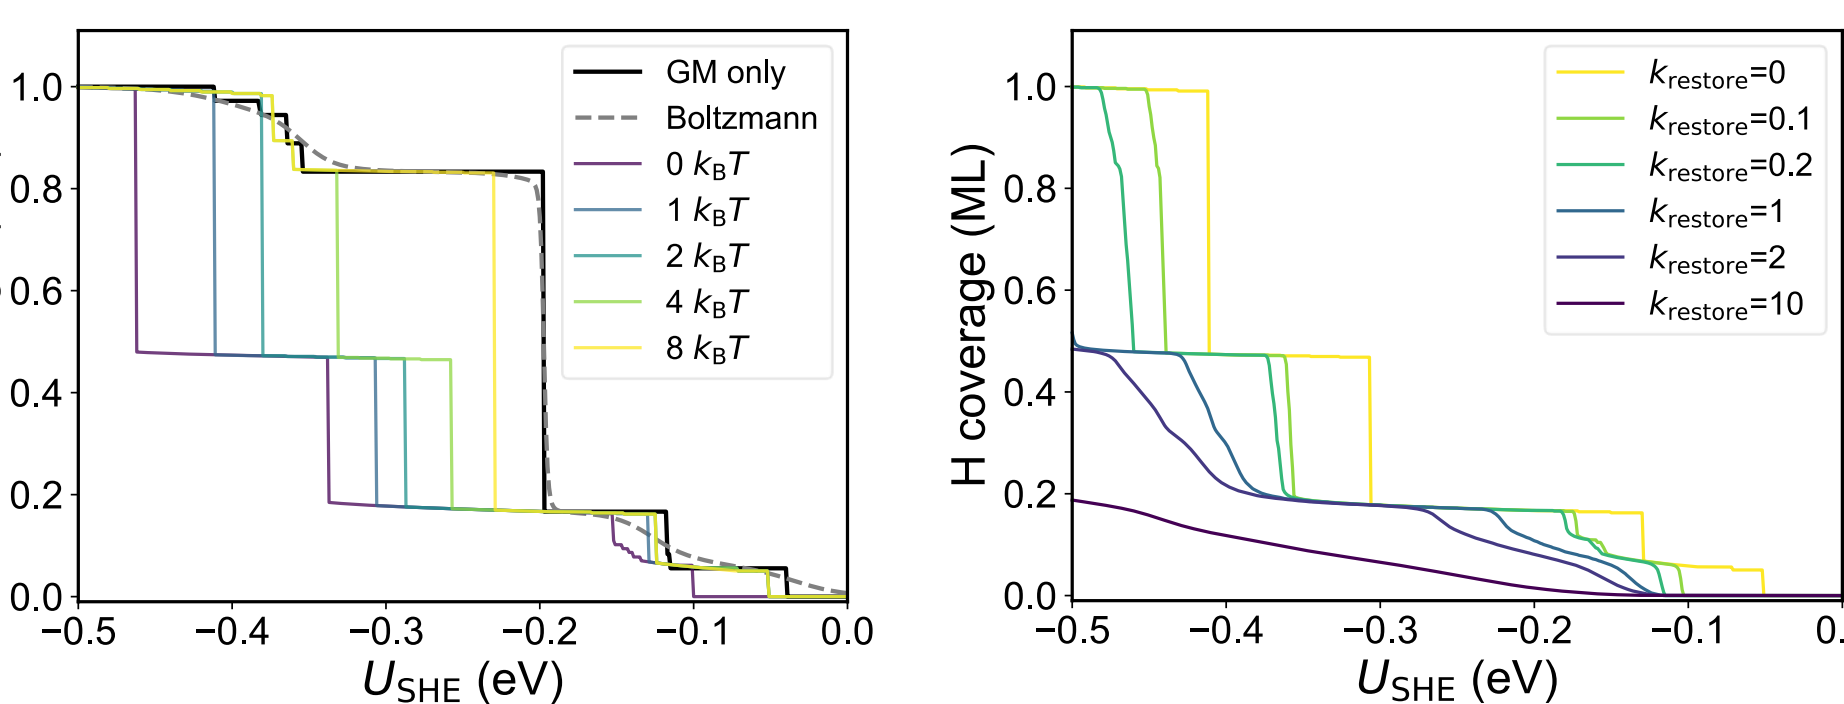 1.0
0.8
0.6
0.4
0.2
0.0
−0.5
−0.4
−0.3
−0.2
−0.1
0.0
U_SHE (eV)
GM only
Boltzmann
0 k_BT
1 k_BT
2 k_BT
4 k_BT
8 k_BT
H coverage (ML)
1.0
0.8
0.6
0.4
0.2
0.0
−0.5
−0.4
−0.3
−0.2
−0.1
0.
U_SHE (eV)
k_restore=0
k_restore=0.1
k_restore=0.2
k_restore=1
k_restore=2
k_restore=10